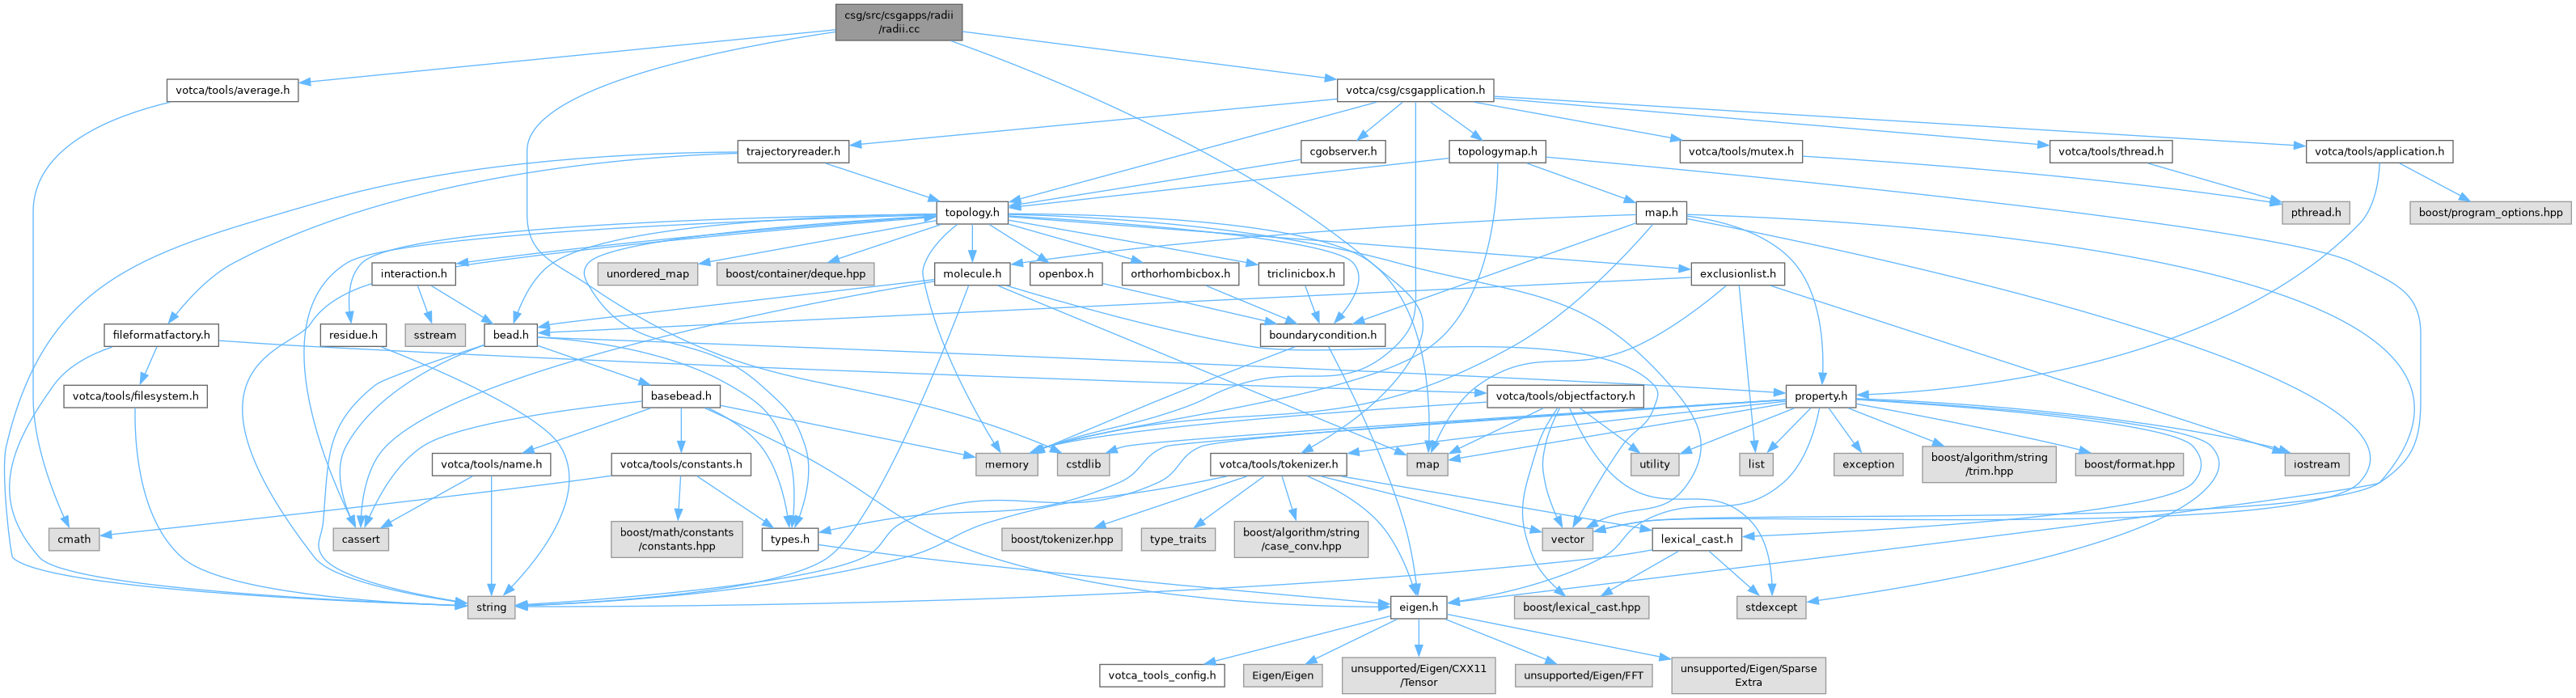 csg/src/csgapps/radii
/radii.cc
votca/tools/average.h
votca/csg/csgapplication.h
trajectoryreader.h
cgobserver.h
topologymap.h
votca/tools/mutex.h
votca/tools/thread.h
votca/tools/application.h
topology.h
map.h
pthread.h
boost/program_options.hpp
interaction.h
unordered_map
boost/container/deque.hpp
molecule.h
openbox.h
orthorhombicbox.h
triclinicbox.h
exclusionlist.h
fileformatfactory.h
residue.h
sstream
bead.h
boundarycondition.h
votca/tools/filesystem.h
basebead.h
votca/tools/objectfactory.h
property.h
votca/tools/name.h
votca/tools/constants.h
memory
cstdlib
votca/tools/tokenizer.h
map
utility
list
exception
boost/algorithm/string
/trim.hpp
boost/format.hpp
iostream
cmath
cassert
boost/math/constants
/constants.hpp
types.h
boost/tokenizer.hpp
type_traits
boost/algorithm/string
/case_conv.hpp
vector
lexical_cast.h
string
eigen.h
boost/lexical_cast.hpp
stdexcept
votca_tools_config.h
Eigen/Eigen
unsupported/Eigen/CXX11
/Tensor
unsupported/Eigen/FFT
unsupported/Eigen/Sparse
Extra